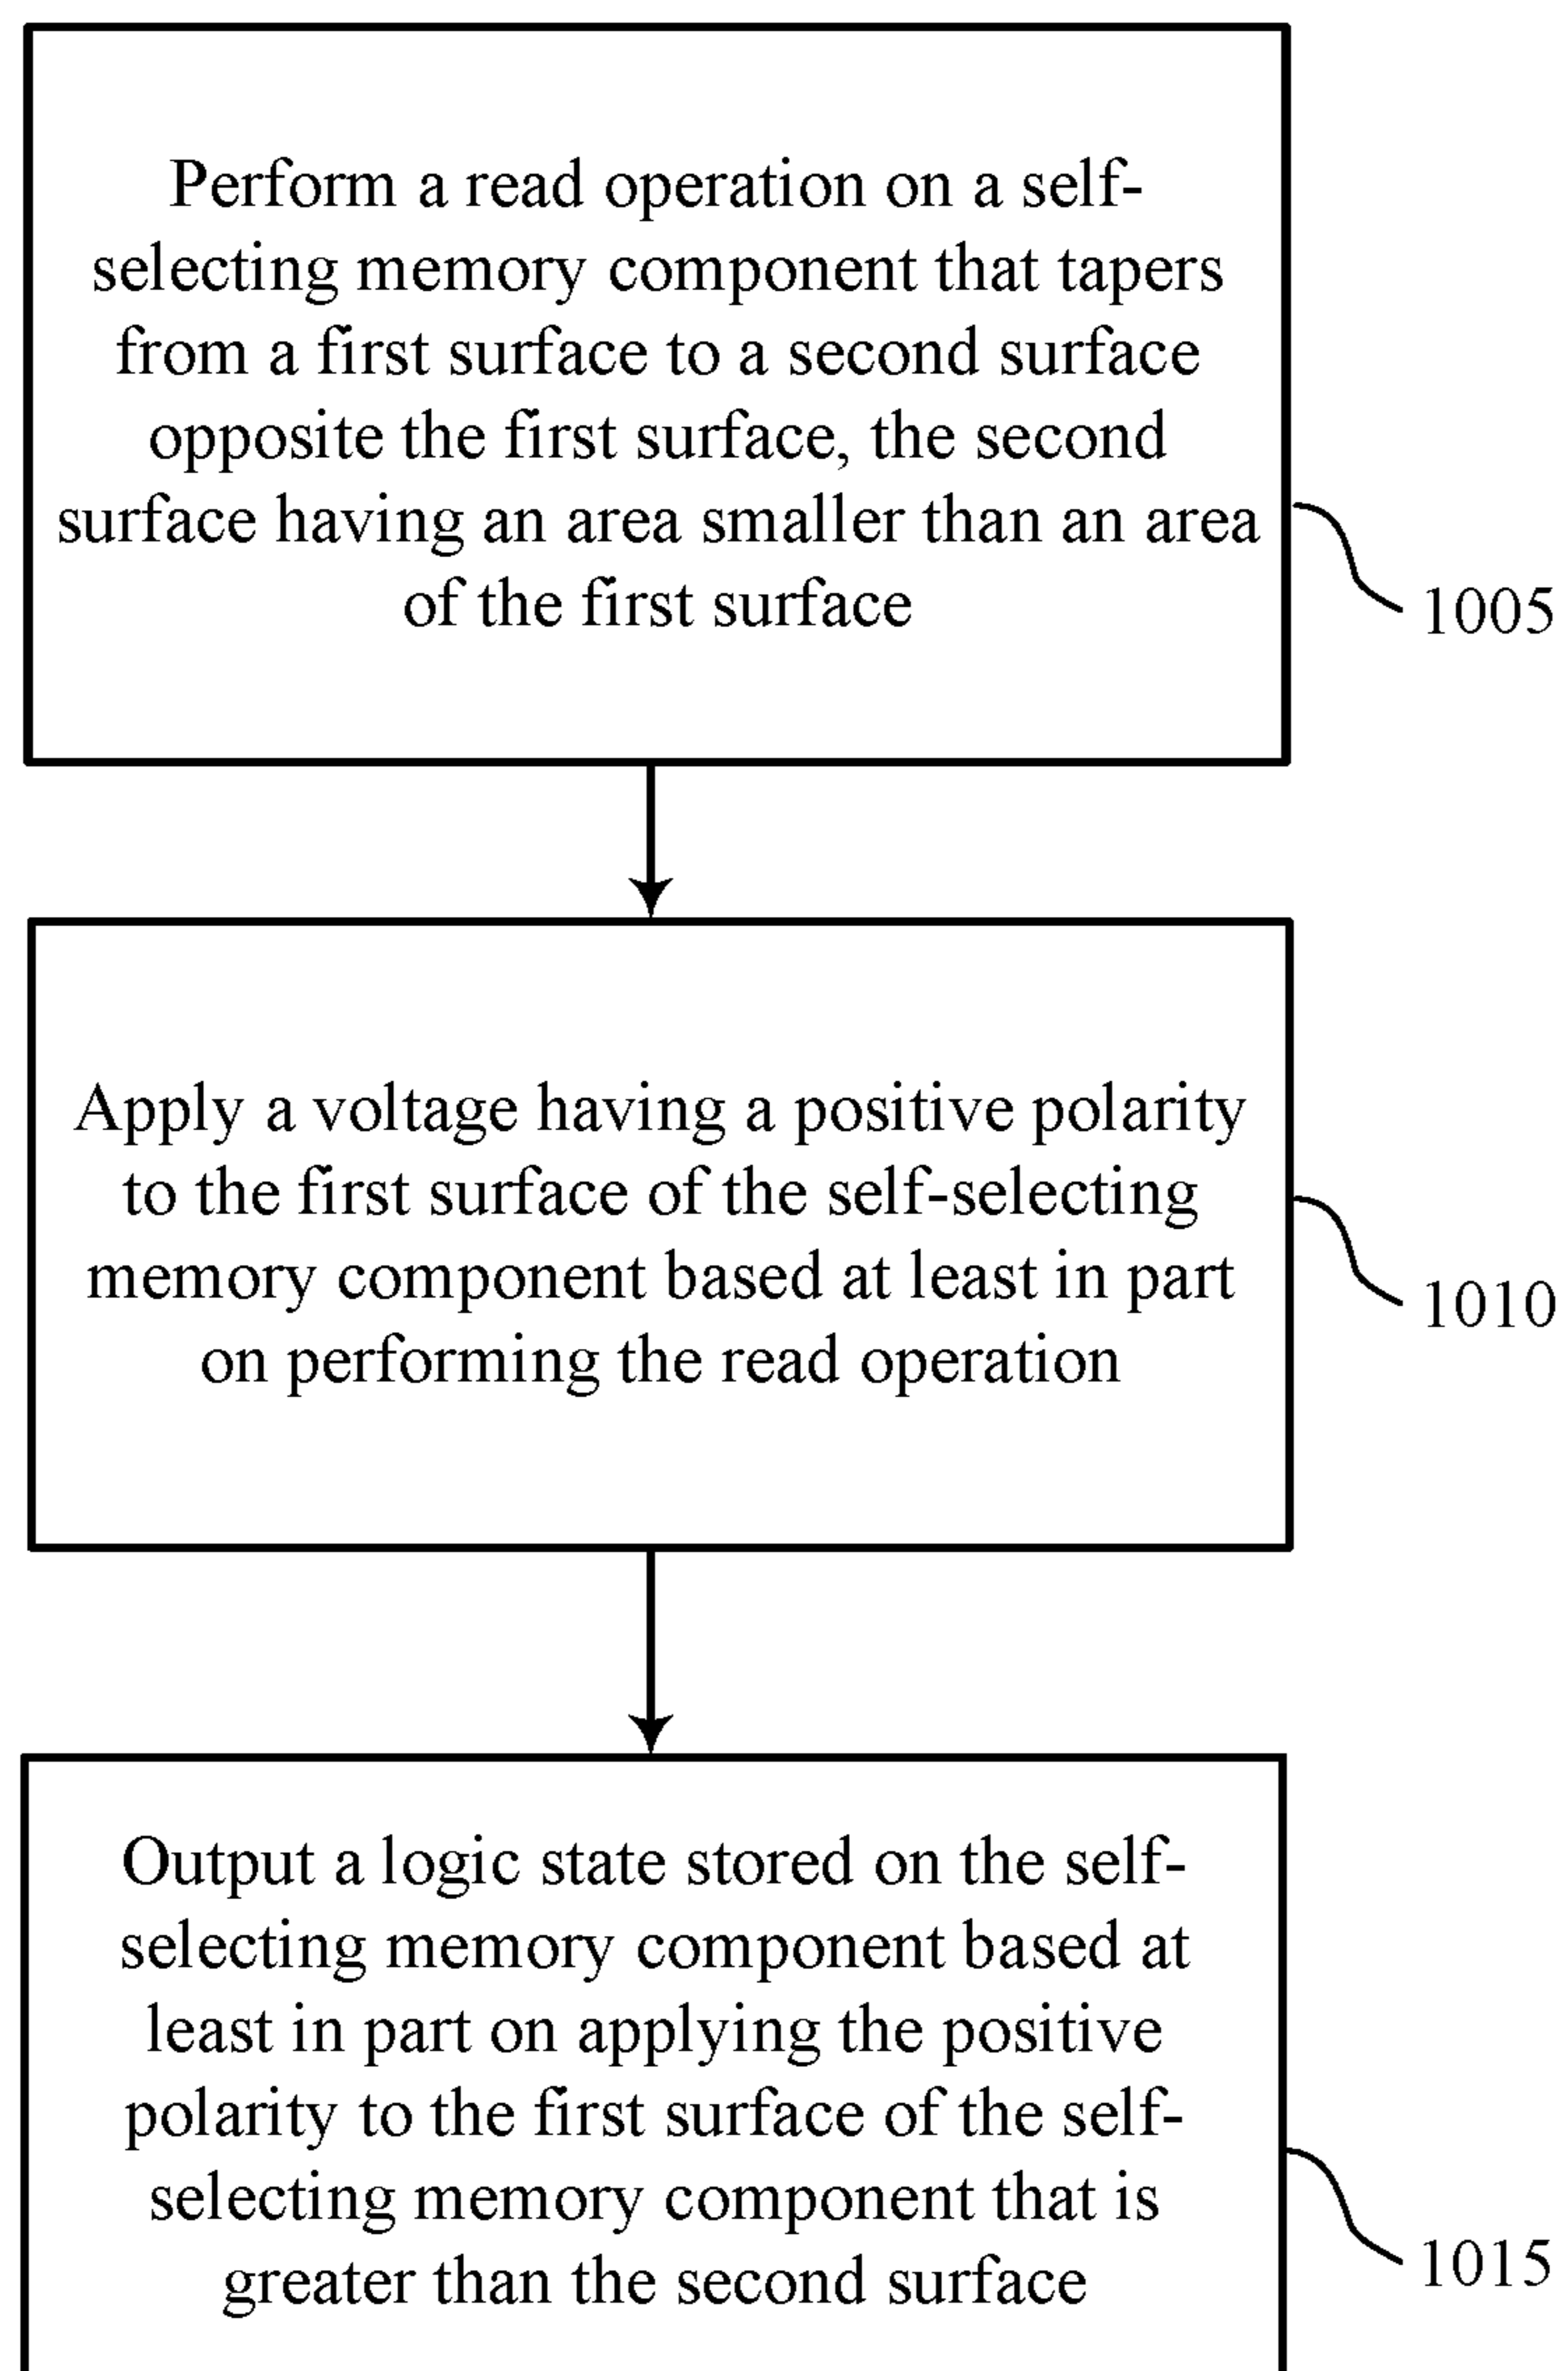 Perform a read operation on a self-
selecting memory component that tapers
from a first surface to a second surface
opposite the first surface, the second
surface having an area smaller than an area
of the first surface
1005
Apply a voltage having a positive polarity
to the first surface of the self-selecting
memory component based at least in part
on performing the read operation
1010
Output a logic state stored on the self-
selecting memory component based at
least in part on applying the positive
polarity to the first surface of the self-
selecting memory component that is
greater than the second surface
1015